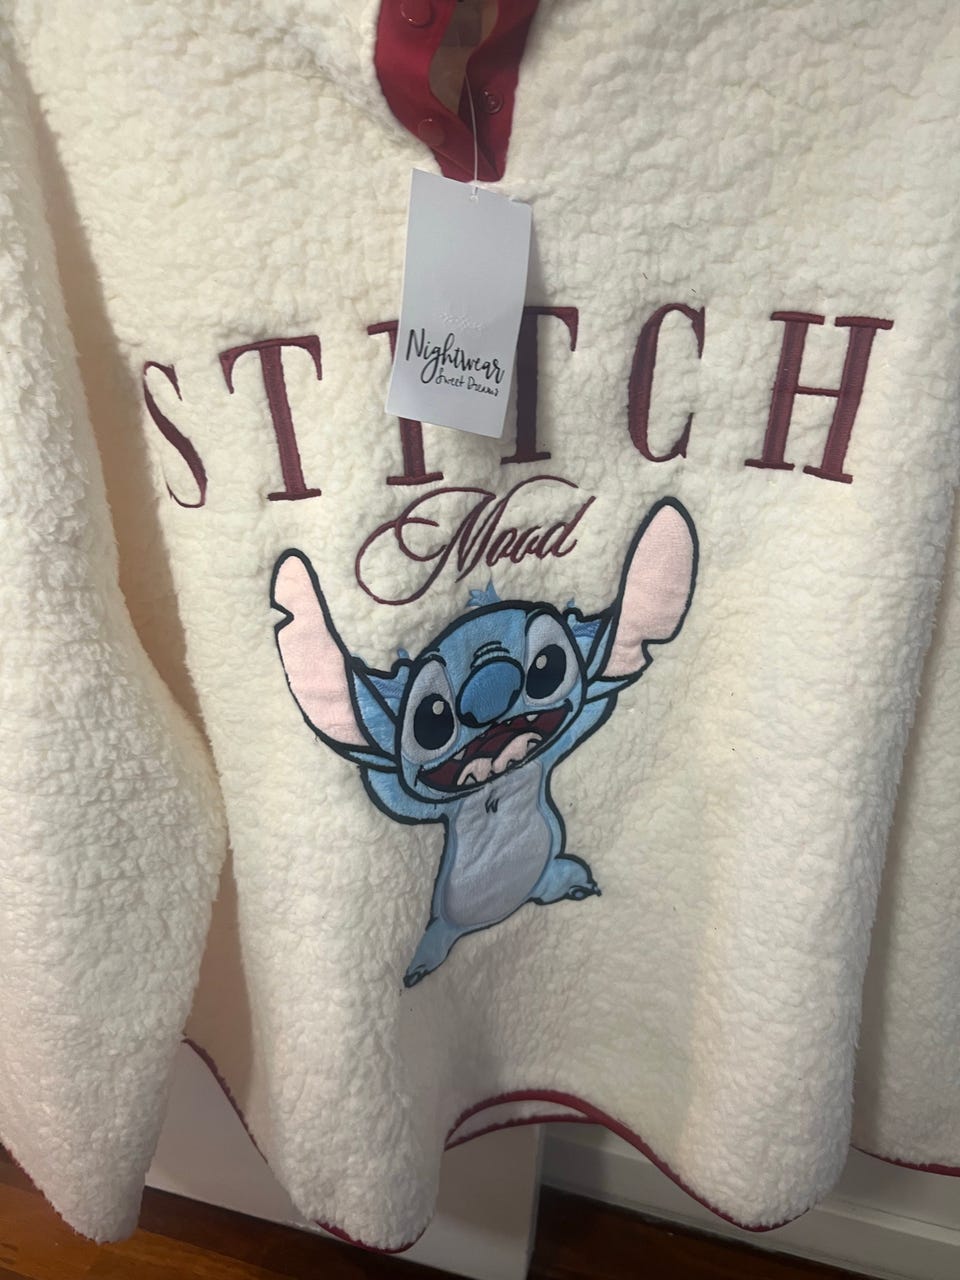 Nightwear
Sweet Dreams
STITCH
Mood